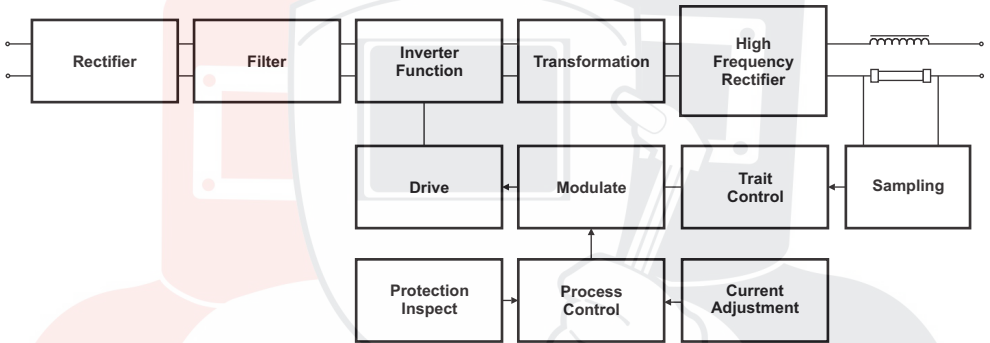 Rectifier
Filter
Inverter
Function
Transformation
High
Frequency
Rectifier
Drive
Modulate
Trait
Control
Sampling
Protection
Inspect
Process
Control
Current
Adjustment